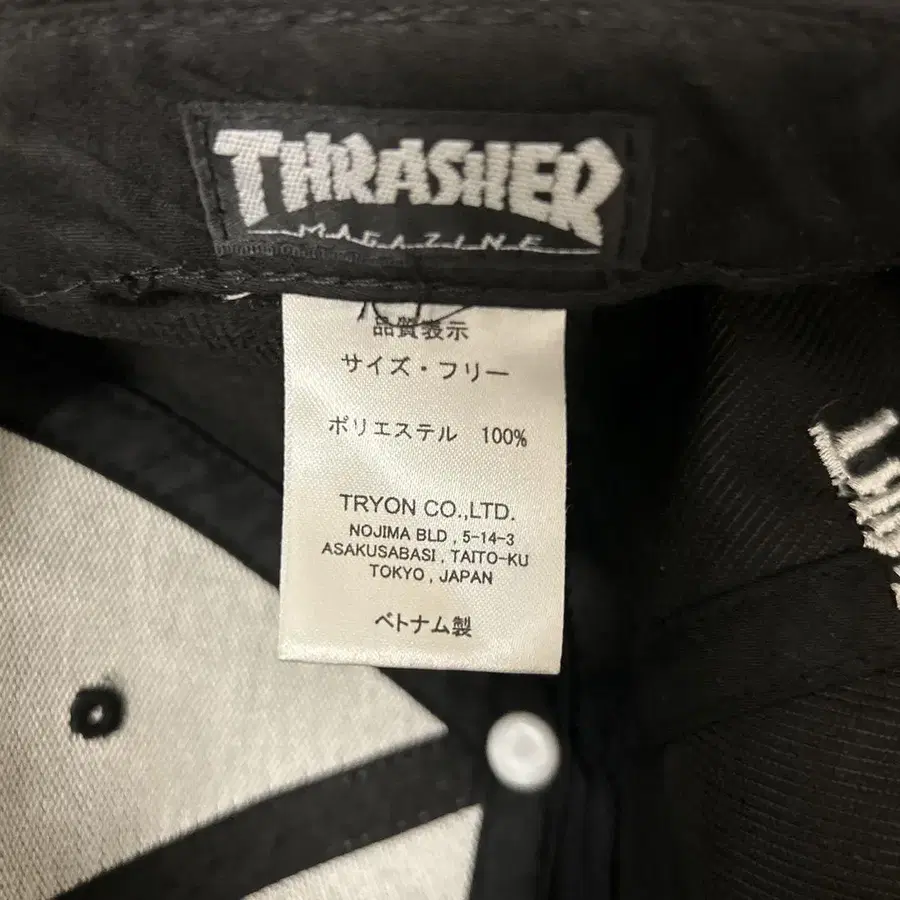 THRASHER
MAGAZINE
品質表示
サイズ・フリー
ポリエステル 100%
TRYON CO.,LTD.
NOJIMA BLD , 5-14-3
ASAKUSABASI , TAITO-KU
TOKYO , JAPAN
ベトナム製